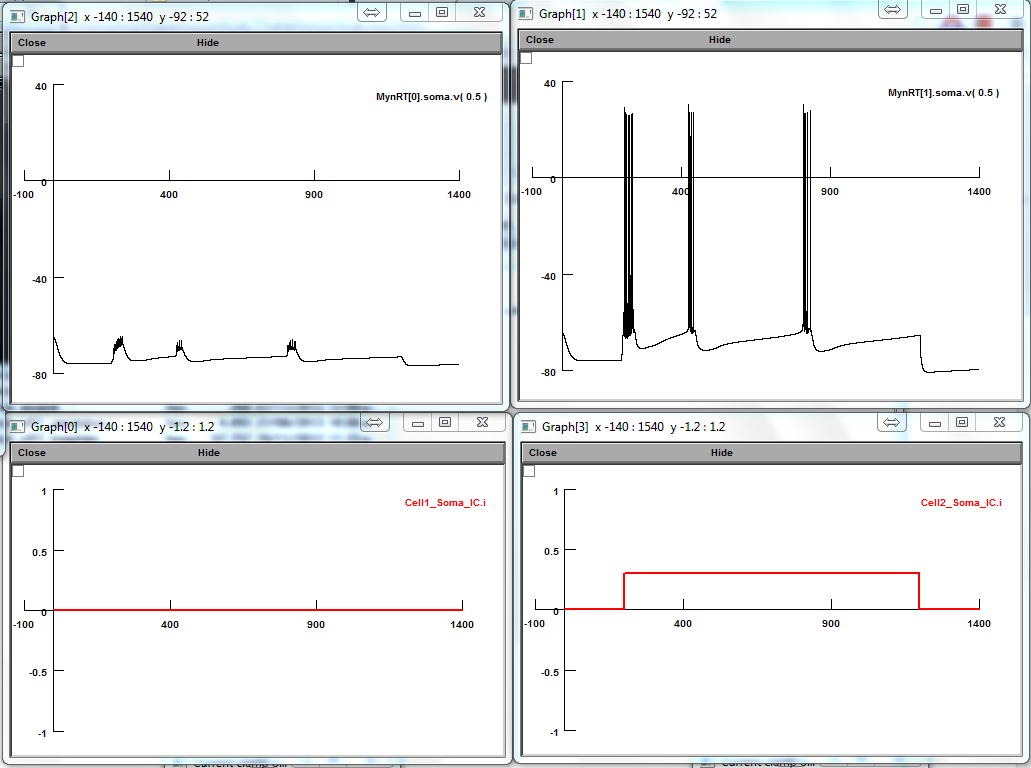 Graph[2] x -140 : 1540 y -92 : 52
Close Hide
MynRT[0].soma.v( 0.5 )
40
0
-40
-80
-100 400 900 1400
Graph[1] x -140 : 1540 y -92 : 52
Close Hide
MynRT[1].soma.v( 0.5 )
40
0
-40
-80
-100 400 900 1400
Graph[0] x -140 : 1540 y -1.2 : 1.2
Close Hide
Cell1_Soma_IC.i
1
0.5
0
-0.5
-1
-100 400 900 1400
Graph[3] x -140 : 1540 y -1.2 : 1.2
Close Hide
Cell2_Soma_IC.i
1
0.5
0
-0.5
-1
-100 400 900 1400